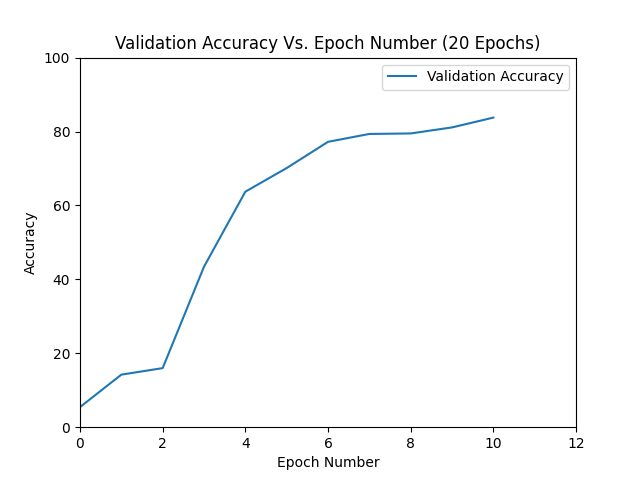 Validation Accuracy Vs. Epoch Number (20 Epochs)
Validation Accuracy
100
80
60
40
20
0
Accuracy
0 2 4 6 8 10 12
Epoch Number